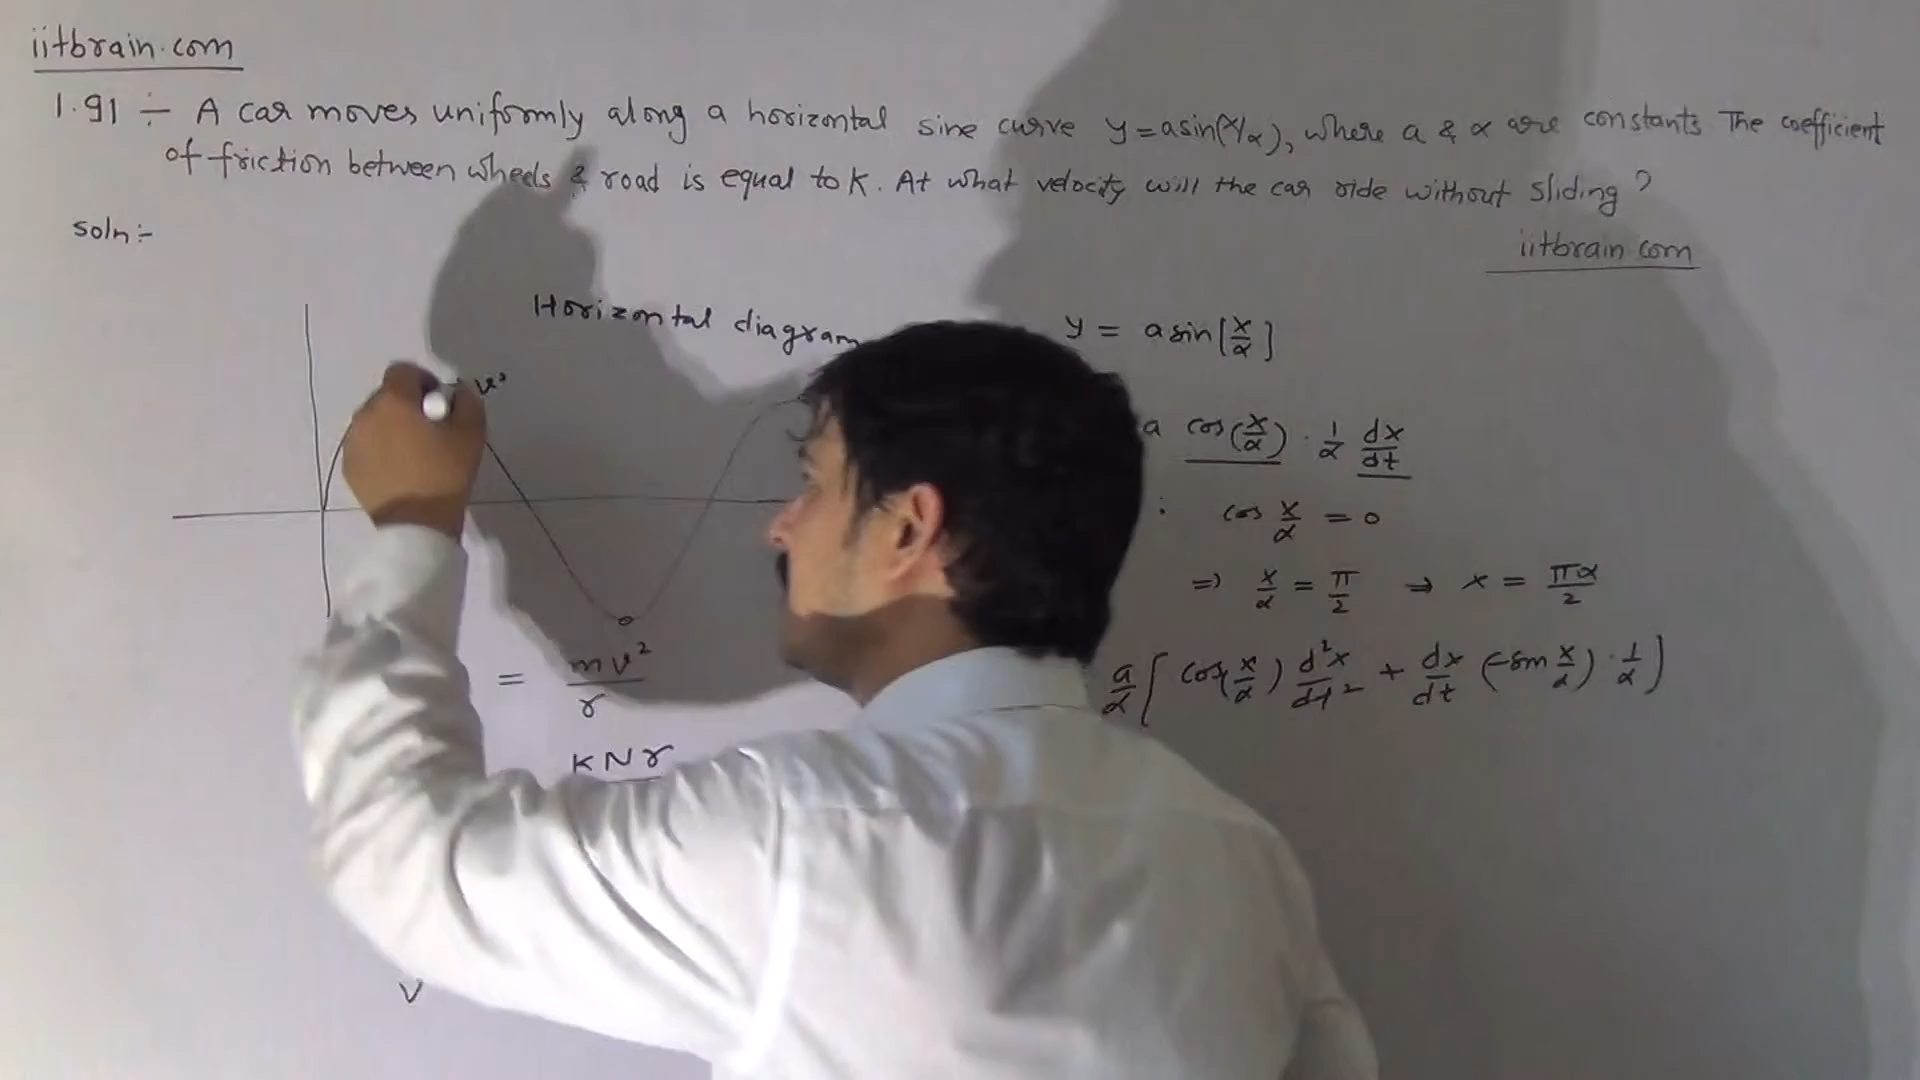 iitbrain.com
1.91 ÷ A car moves uniformly along a horizontal sine curve y=asin(x/α), where a & α are constants The coefficient
of friction between wheels & road is equal to K. At what velocity will the car ride without sliding?
soln:-
iitbrain.com
Horizontal diagram
y = a sin[x/α]
v
a cos(x/α) · 1/α dx/dt
: cos x/α = 0
=> x/α = π/2 → x = πα/2
= mv²/r
a/α [cos(x/α) d²x/dt² + dx/dt (-sin x/α) · 1/α]
KNr
V